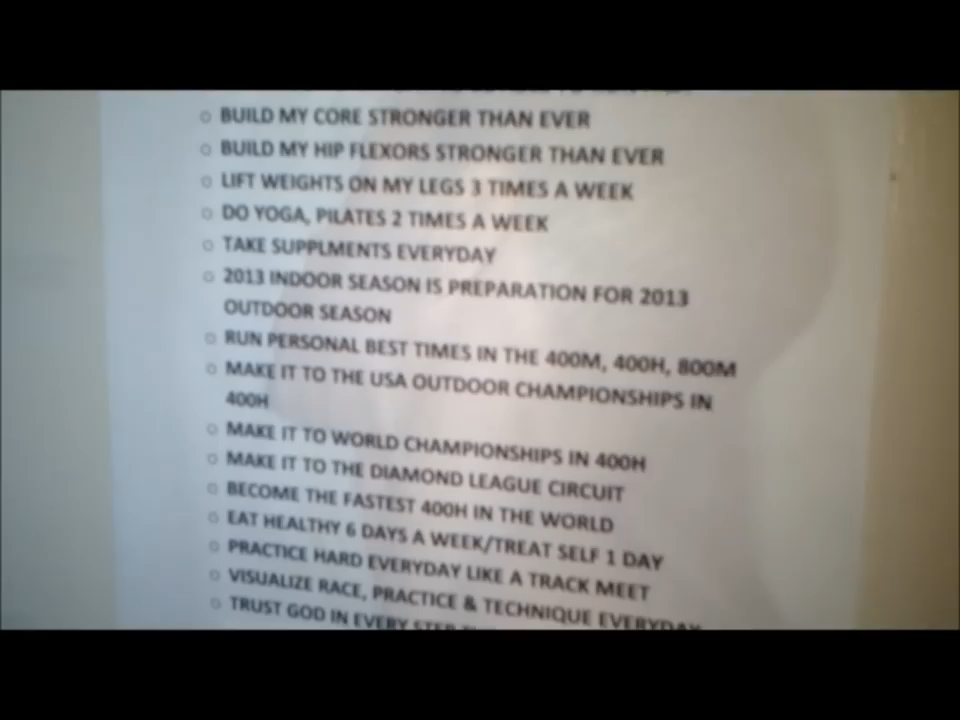 ○ BUILD MY CORE STRONGER THAN EVER
○ BUILD MY HIP FLEXORS STRONGER THAN EVER
○ LIFT WEIGHTS ON MY LEGS 3 TIMES A WEEK
○ DO YOGA, PILATES 2 TIMES A WEEK
○ TAKE SUPPLMENTS EVERYDAY
○ 2013 INDOOR SEASON IS PREPARATION FOR 2013
OUTDOOR SEASON
○ RUN PERSONAL BEST TIMES IN THE 400M, 400H, 800M
○ MAKE IT TO THE USA OUTDOOR CHAMPIONSHIPS IN
400H
○ MAKE IT TO WORLD CHAMPIONSHIPS IN 400H
○ MAKE IT TO THE DIAMOND LEAGUE CIRCUIT
○ BECOME THE FASTEST 400H IN THE WORLD
○ EAT HEALTHY 6 DAYS A WEEK/TREAT SELF 1 DAY
○ PRACTICE HARD EVERYDAY LIKE A TRACK MEET
○ VISUALIZE RACE, PRACTICE & TECHNIQUE EVERYDAY
○ TRUST GOD IN EVERY STEP